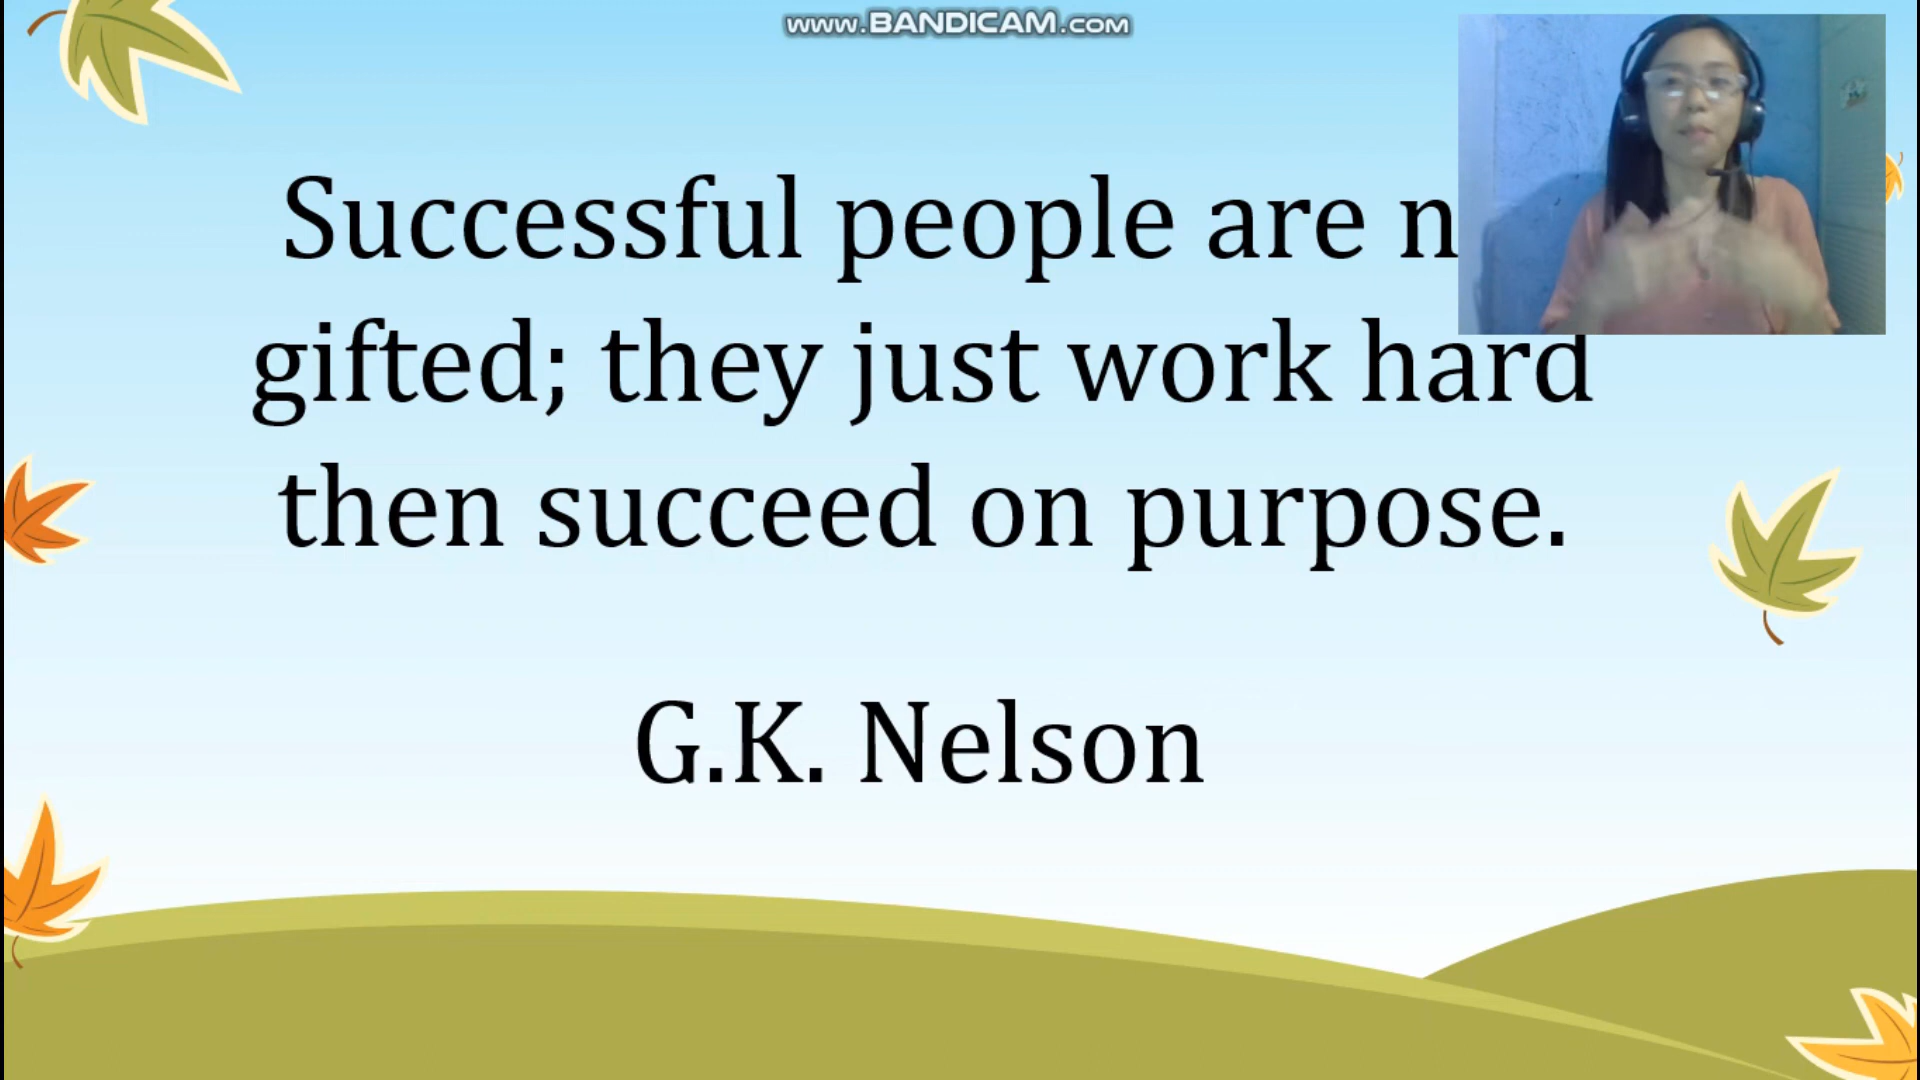 www.BANDICAM.com
Successful people are n
gifted; they just work hard
then succeed on purpose.
G.K. Nelson